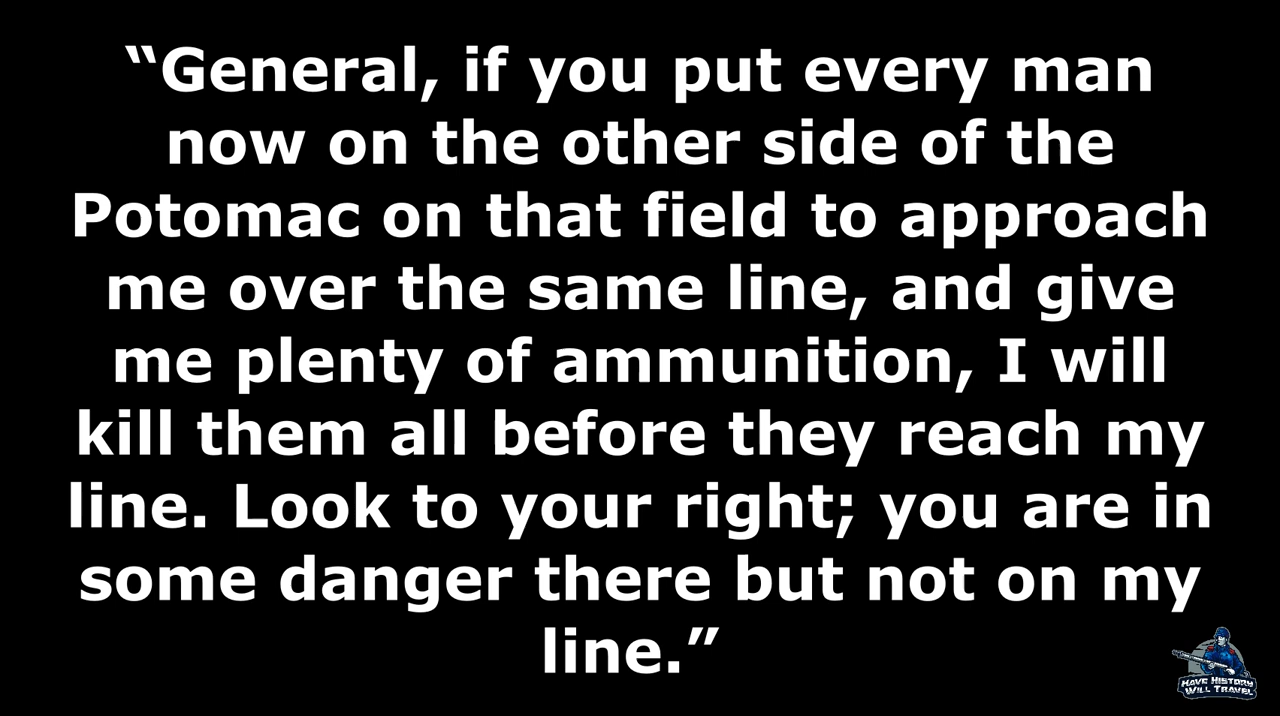 “General, if you put every man
now on the other side of the
Potomac on that field to approach
me over the same line, and give
me plenty of ammunition, I will
kill them all before they reach my
line. Look to your right; you are in
some danger there but not on my
line.”
HAVE HISTORY
WILL TRAVEL